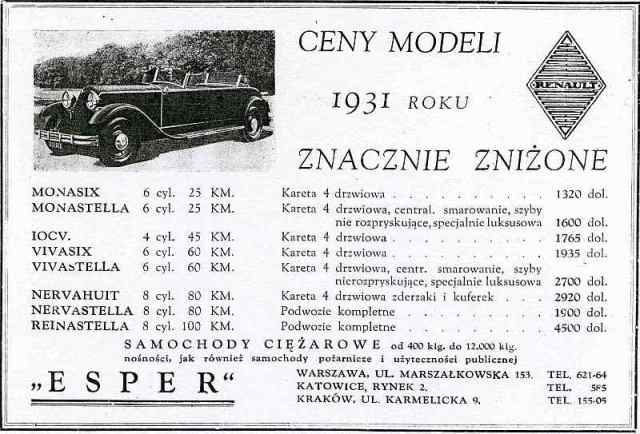 CENY MODELI
RENAULT
1931 ROKU
ZNACZNIE ZNIŻONE
MONASIX 6 cyl. 25 KM. Kareta 4 drzwiowa . . . . . . . . . 1320 dol.
MONASTELLA 6 cyl. 25 KM. Kareta 4 drzwiowa, central. smarowanie, szyby
nie rozpryskujące, specjalnie luksusowa 1600 dol.
IOCV. 4 cyl. 45 KM. Kareta 4 drzwiowa . . . . . . . . . 1765 dol.
VIVASIX 6 cyl. 60 KM. Kareta 4 drzwiowa . . . . . . . . . 1935 dol.
VIVASTELLA 6 cyl. 60 KM. Kareta 4 drzwiowa, centr. smarowanie, szyby
nierozpryskujące, specjalnie luksusowa 2700 dol.
NERVAHUIT 8 cyl. 80 KM. Kareta 4 drzwiowa zderzaki i kuferek . . 2920 dol.
NERVASTELLA 8 cyl. 80 KM. Podwozie kompletne . . . . . . . . 1900 dol.
REINASTELLA 8 cyl. 100 KM. Podwozie kompletne . . . . . . . . 4500 dol.
SAMOCHODY CIĘŻAROWE od 400 klg. do 12.000 klg.
nośności, jak również samochody pożarnicze i użyteczności publicznej
„ESPER“
WARSZAWA, UL. MARSZAŁKOWSKA 153. TEL. 621-64
KATOWICE, RYNEK 2. TEL. 585
KRAKÓW, UL. KARMELICKA 9. TEL. 155-05